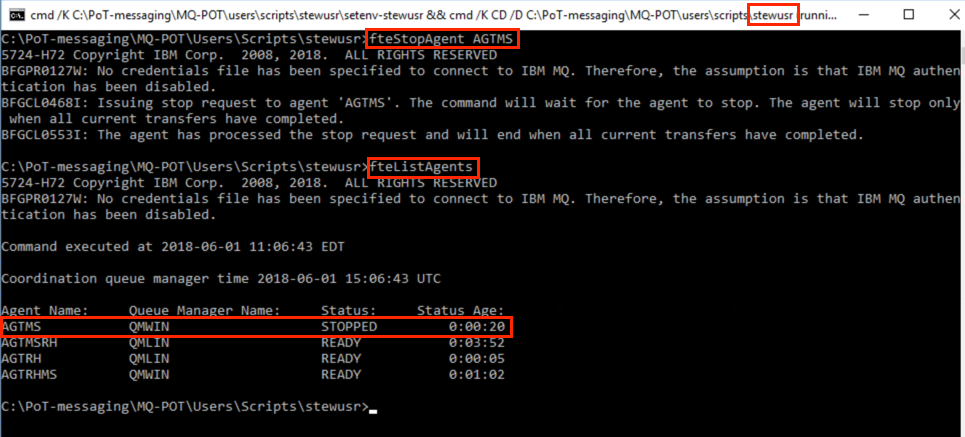 cmd /K C:\PoT-messaging\MQ-POT\users\scripts\stewusr\setenv-stewusr && cmd /K CD /D C:\PoT-messaging\MQ-POT\users\scripts\stewusr (runni...
C:\PoT-messaging\MQ-POT\Users\Scripts\stewusr>fteStopAgent AGTMS
5724-H72 Copyright IBM Corp.  2008, 2018.  ALL RIGHTS RESERVED
BFGPR0127W: No credentials file has been specified to connect to IBM MQ. Therefore, the assumption is that IBM MQ authen
tication has been disabled.
BFGCL0468I: Issuing stop request to agent 'AGTMS'. The command will wait for the agent to stop. The agent will stop only
 when all current transfers have completed.
BFGCL0553I: The agent has processed the stop request and will end when all current transfers have completed.
C:\PoT-messaging\MQ-POT\Users\Scripts\stewusr>fteListAgents
5724-H72 Copyright IBM Corp.  2008, 2018.  ALL RIGHTS RESERVED
BFGPR0127W: No credentials file has been specified to connect to IBM MQ. Therefore, the assumption is that IBM MQ authen
tication has been disabled.
Command executed at 2018-06-01 11:06:43 EDT
Coordination queue manager time 2018-06-01 15:06:43 UTC
Agent Name:     Queue Manager Name:     Status:     Status Age:
AGTMS           QMWIN                   STOPPED         0:00:20
AGTMSRH         QMLIN                   READY           0:03:52
AGTRH           QMLIN                   READY           0:00:05
AGTRHMS         QMWIN                   READY           0:01:02
C:\PoT-messaging\MQ-POT\Users\Scripts\stewusr>